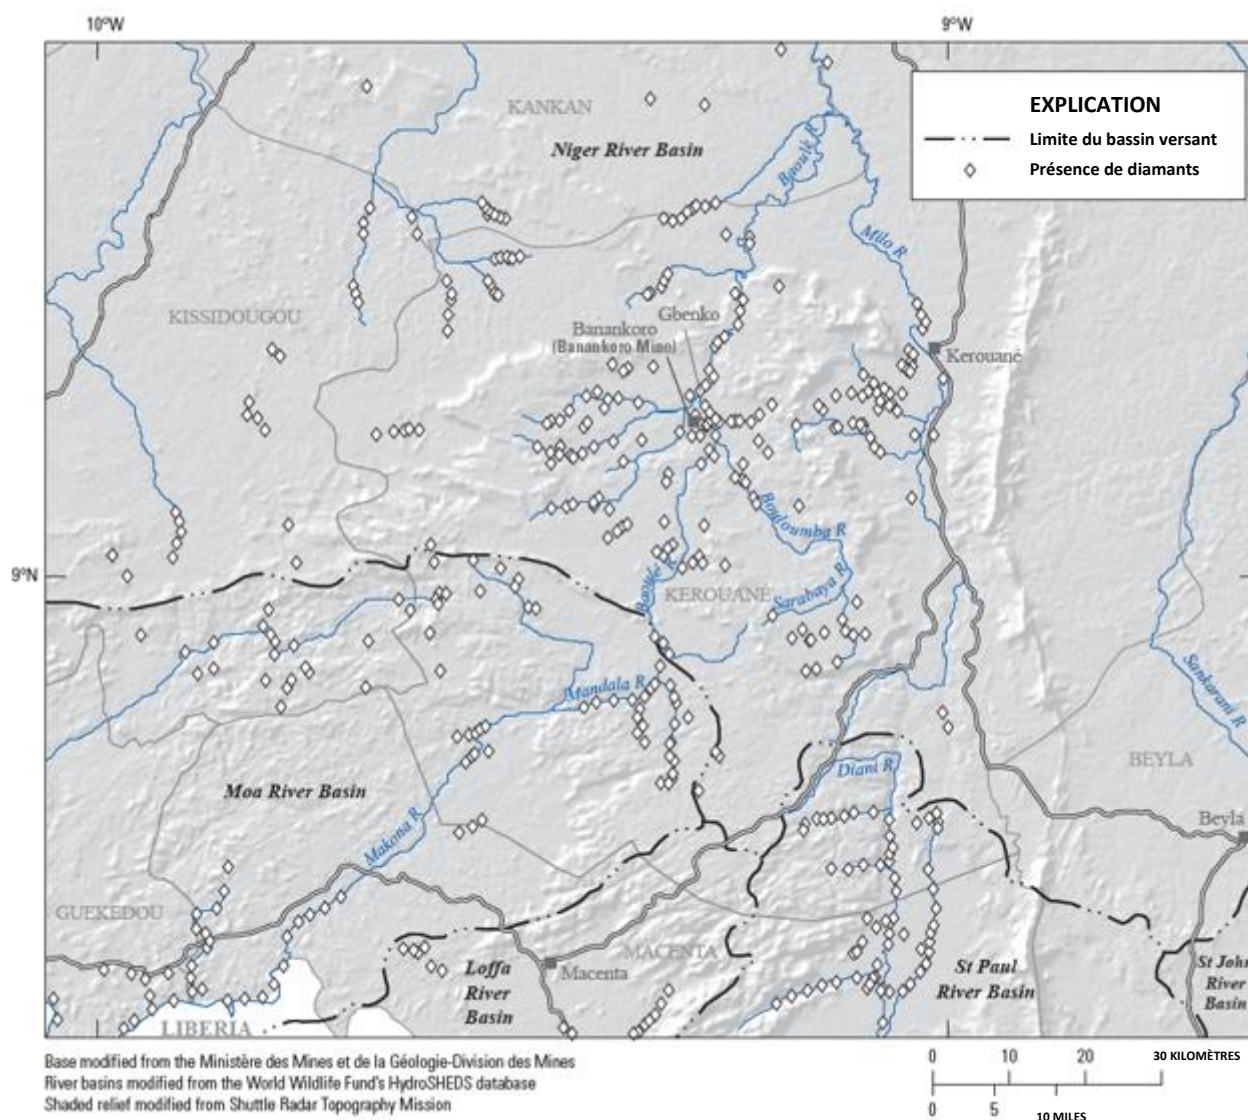 10°W
9°W
EXPLICATION
Limite du bassin versant
Présence de diamants
KANKAN
Niger River Basin
Baoulé R
Milo R
KISSIDOUGOU
Gbenko
Banankoro
(Banankoro Mine)
Kerouané
Bouloumba R
9°N
Baoulé R
KEROUANÉ
Sarabaya R
Mandala R
Sankarani R
BEYLA
Diani R
Moa River Basin
Beyla
Makona R
GUEKEDOU
MACENTA
Macenta
Loffa
River
Basin
St Paul
River Basin
St John
River
Basin
LIBERIA
Base modified from the Ministère des Mines et de la Géologie-Division des Mines
River basins modified from the World Wildlife Fund's HydroSHEDS database
Shaded relief modified from Shuttle Radar Topography Mission
0 10 20 30 KILOMÈTRES
0 5 10 MILES